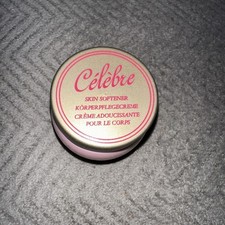 Célèbre
SKIN SOFTENER
KÖRPERPFLEGECREME
CRÈME ADOUCISSANTE
POUR LE CORPS